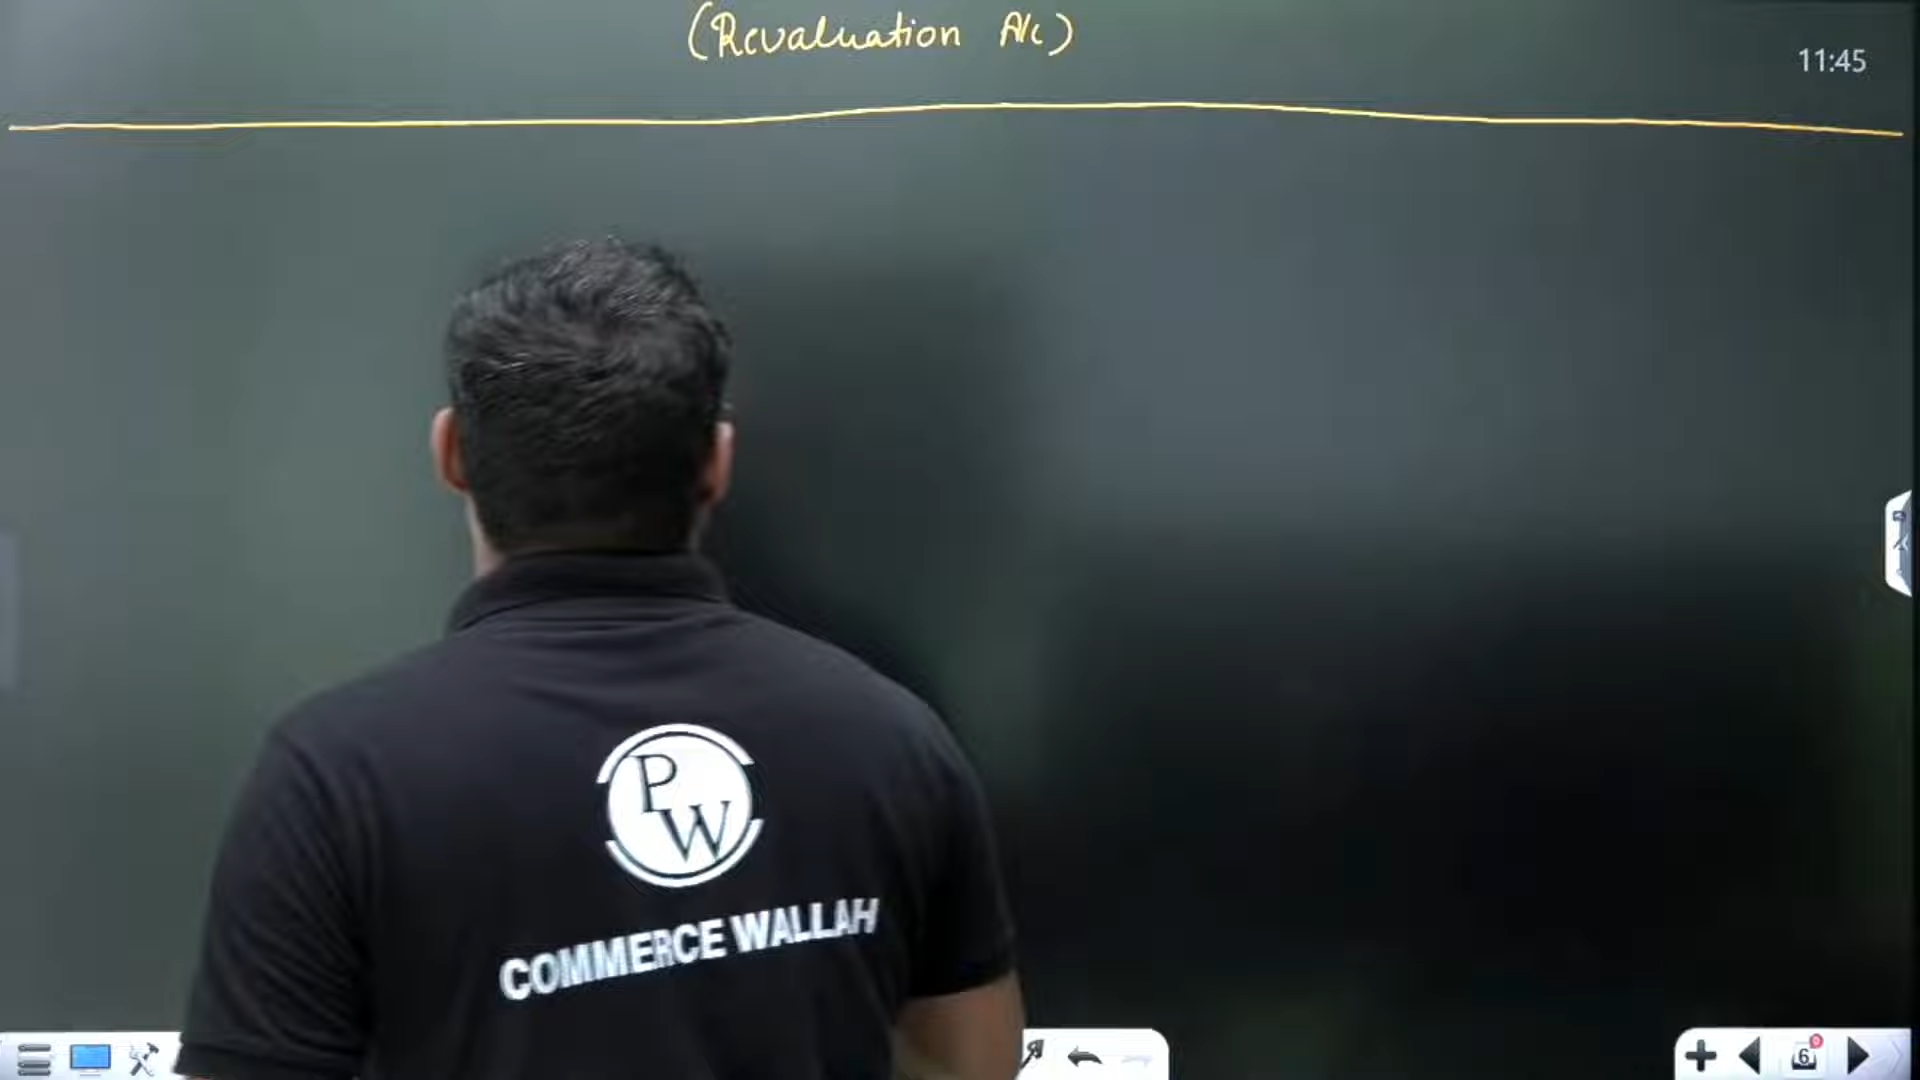 (Revaluation A/c)
11:45
P
W
COMMERCE WALLAH
6